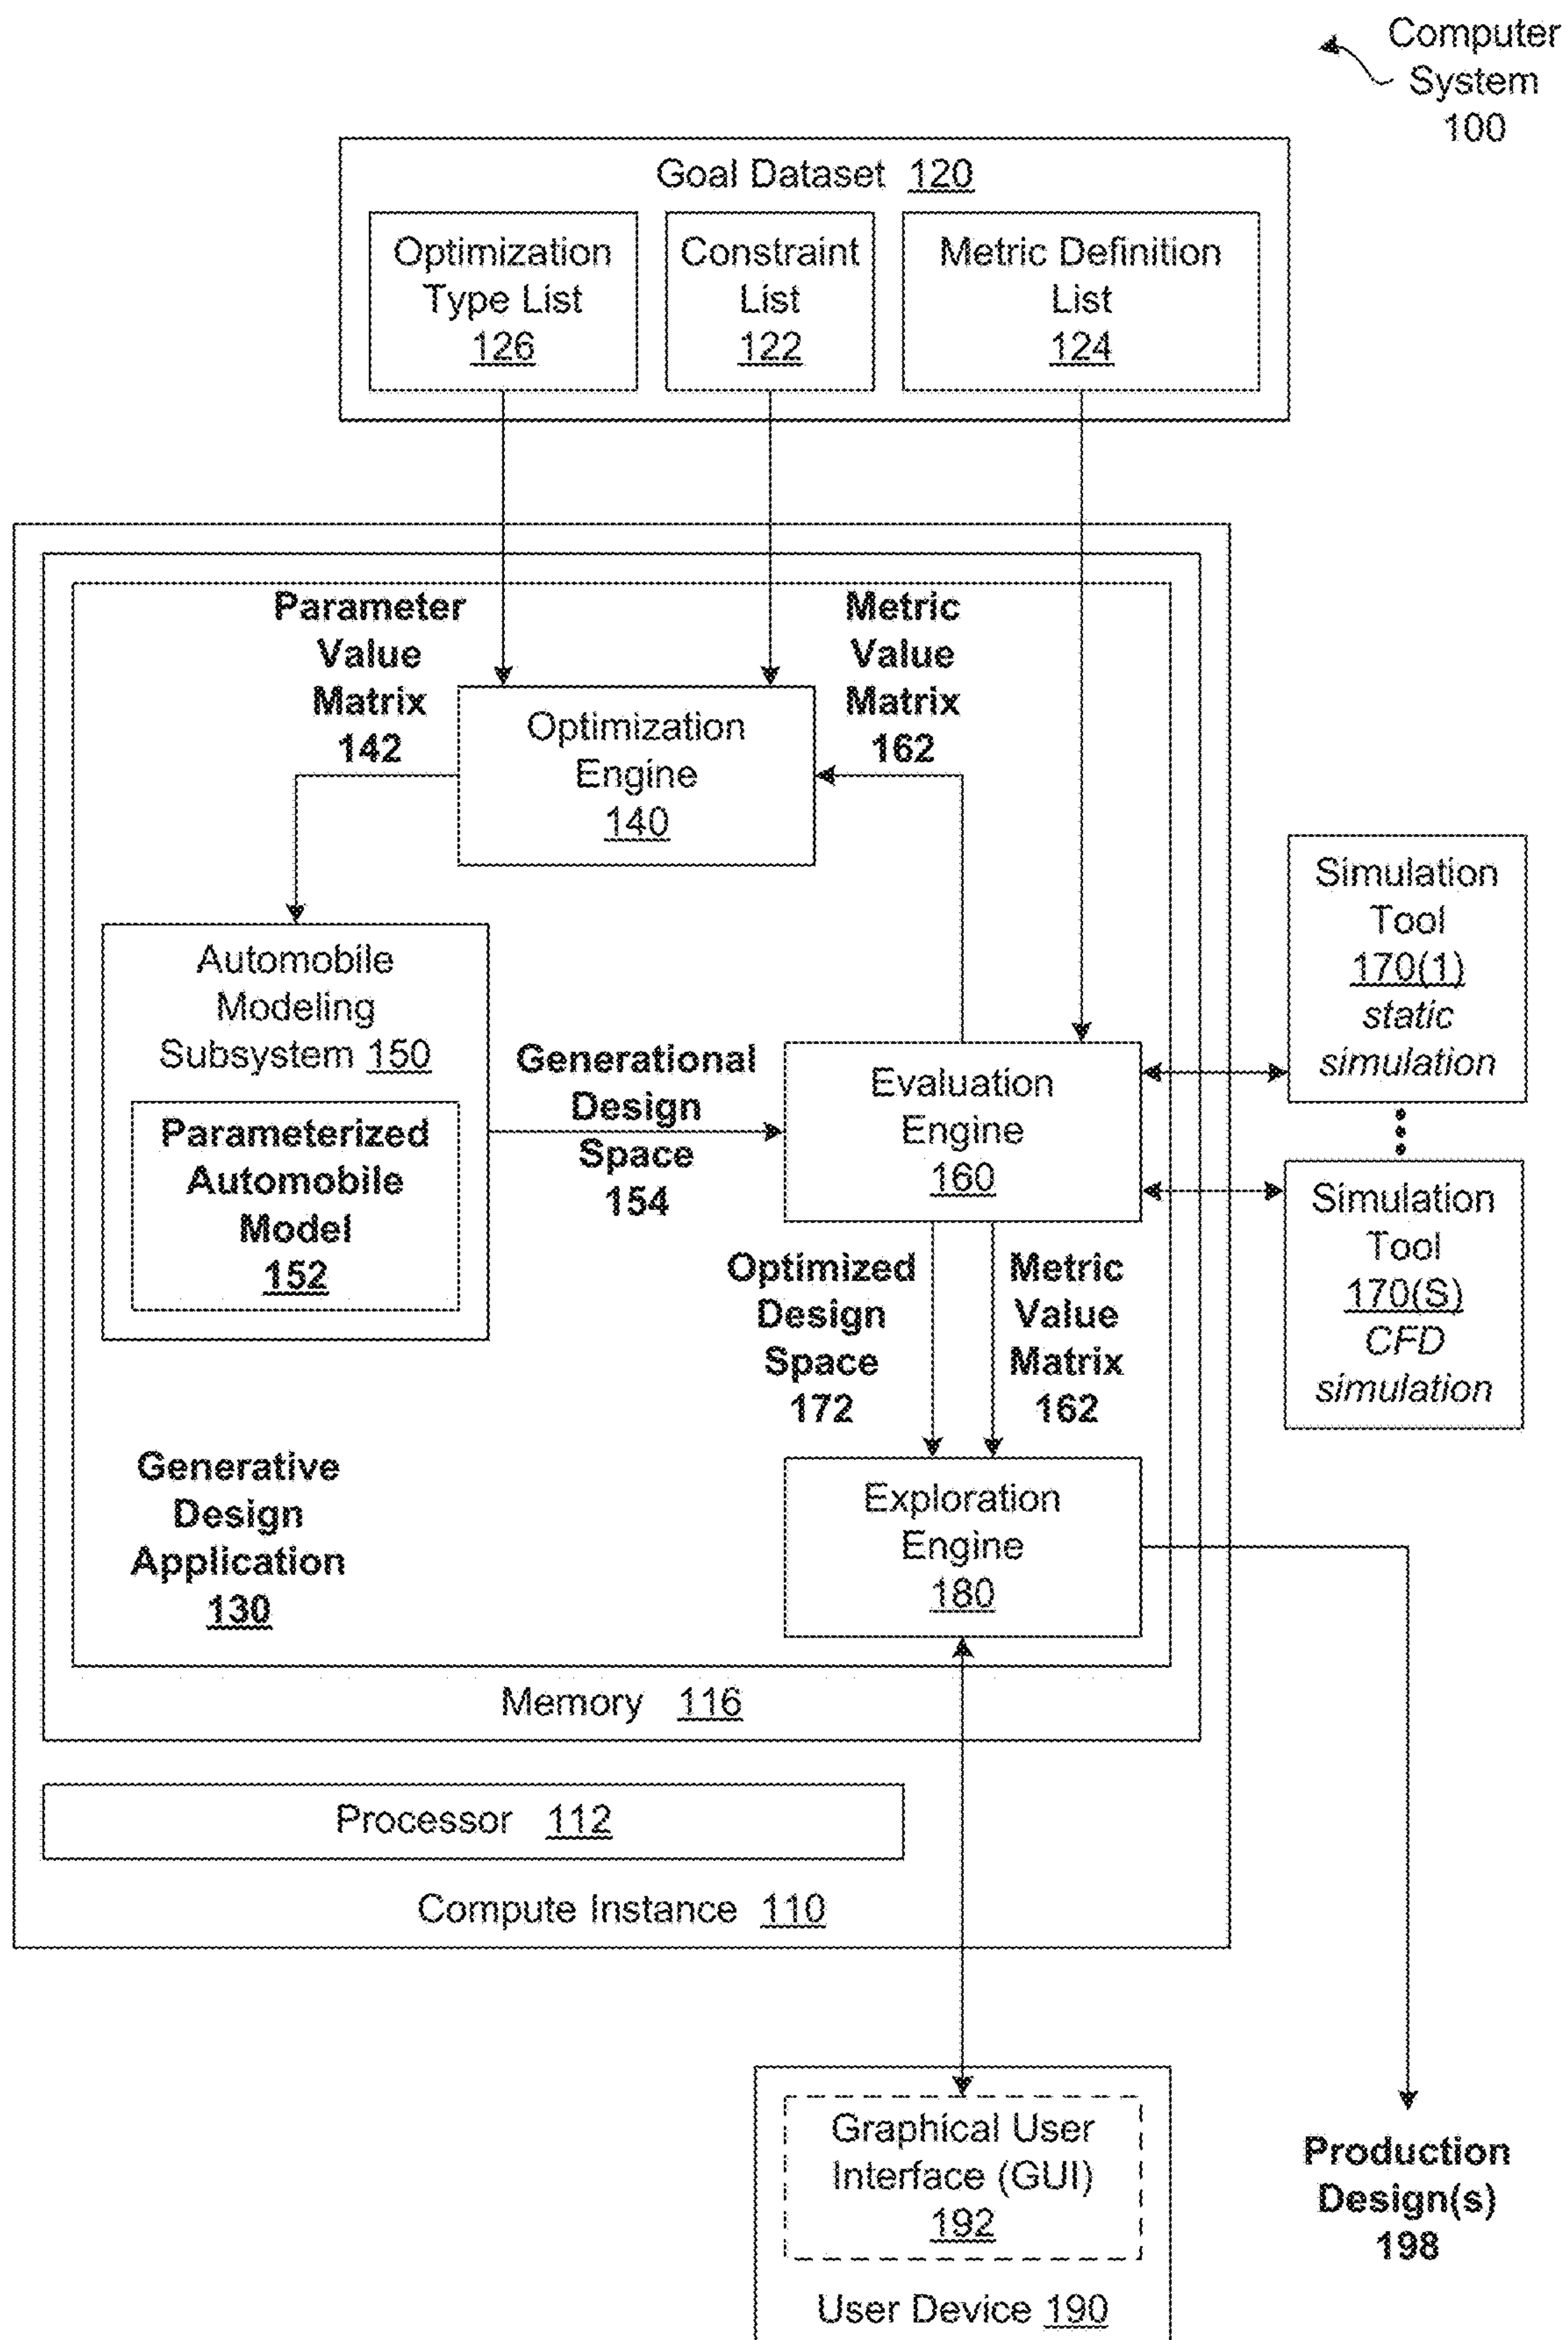 Computer
System
100
Goal Dataset 120
Optimization
Type List
126
Constraint
List
122
Metric Definition
List
124
Parameter
Value
Matrix
142
Metric
Value
Matrix
162
Optimization
Engine
140
Automobile
Modeling
Subsystem 150
Parameterized
Automobile
Model
152
Generational
Design
Space
154
Evaluation
Engine
160
Simulation
Tool
170(1)
static
simulation
Simulation
Tool
170(S)
CFD
simulation
Optimized
Design
Space
172
Metric
Value
Matrix
162
Generative
Design
Application
130
Exploration
Engine
180
Memory 116
Processor 112
Compute Instance 110
Graphical User
Interface (GUI)
192
User Device 190
Production
Design(s)
198